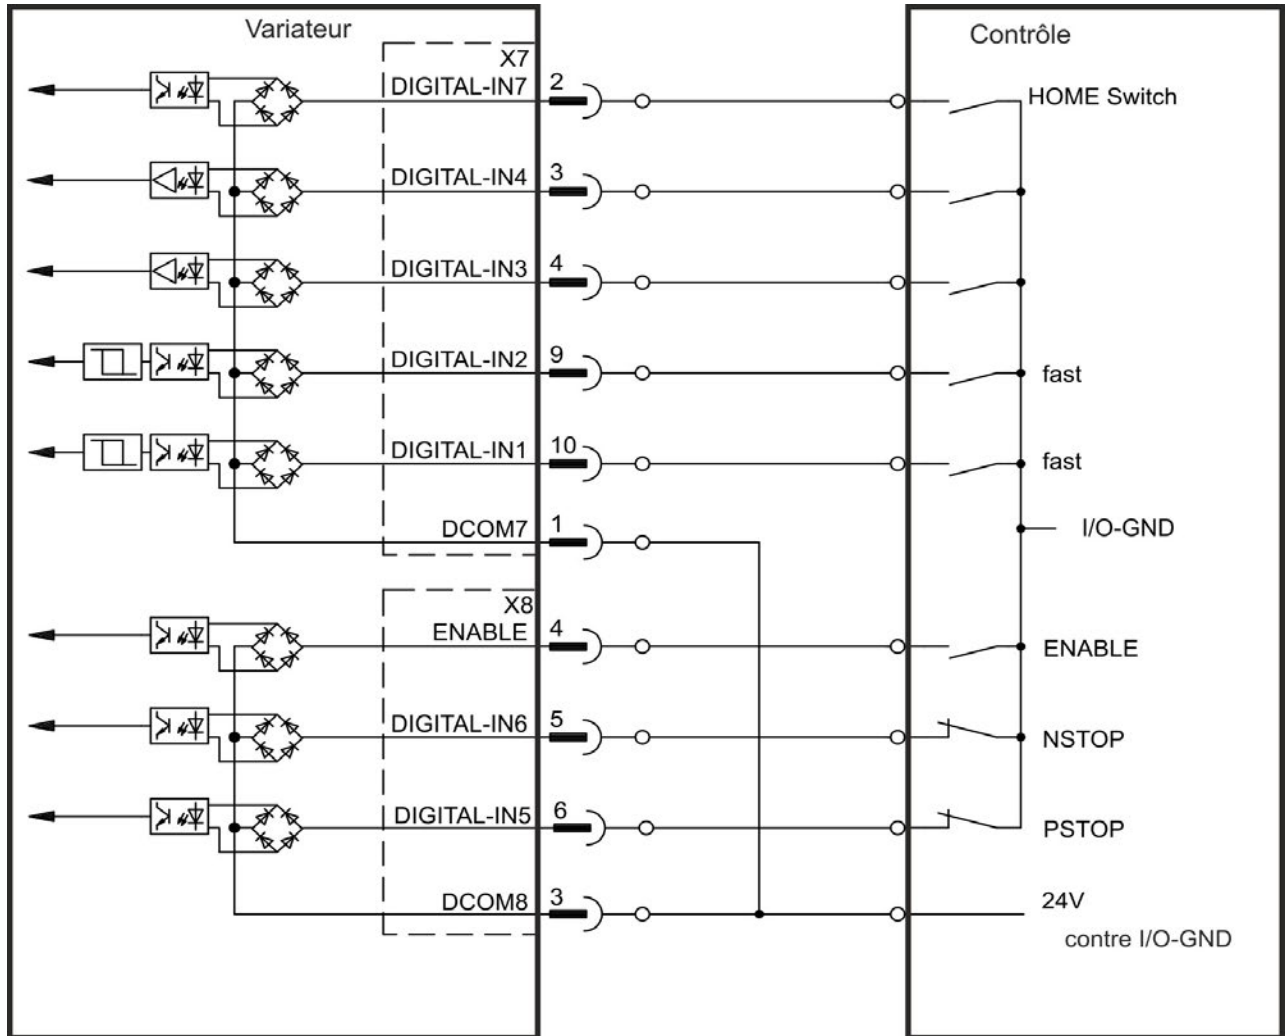 Variateur
Contrôle
X7
DIGITAL-IN7
2
HOME Switch
DIGITAL-IN4
3
DIGITAL-IN3
4
DIGITAL-IN2
9
fast
DIGITAL-IN1
10
fast
DCOM7
1
I/O-GND
X8
ENABLE
4
ENABLE
DIGITAL-IN6
5
NSTOP
DIGITAL-IN5
6
PSTOP
DCOM8
3
24V
contre I/O-GND